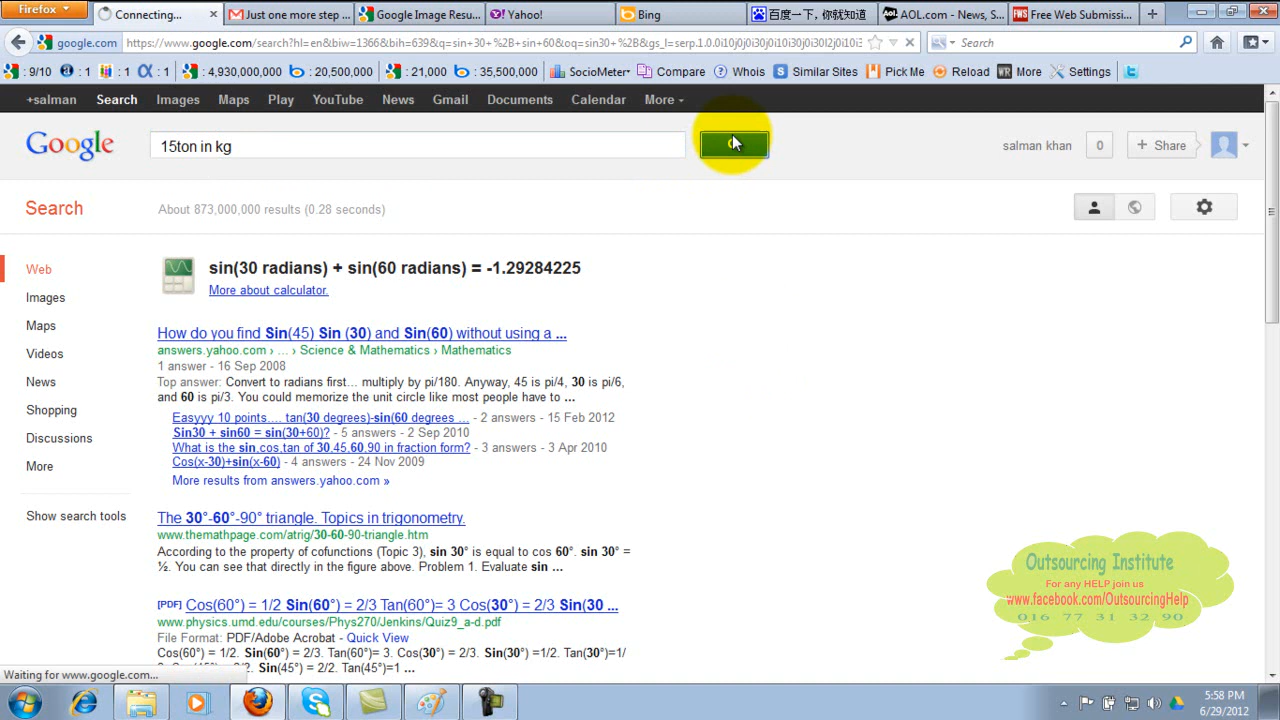 Firefox
Connecting...
Just one more step ...
Google Image Resu...
Yahoo!
Bing
百度一下，你就知道
AOL.com - News, S...
Free Web Submissi...
google.com
https://www.google.com/search?hl=en&biw=1366&bih=639&q=sin+30+%2B+sin+60&oq=sin30+%2B&gs_l=serp.1.0.0i10j0j0i30j0i10i30j0i30l2j0i10i3
Search
: 9/10 : 1 : 1 : 1 : 4,930,000,000 : 20,500,000 : 21,000 : 35,500,000 SocioMeter Compare Whois Similar Sites Pick Me Reload More Settings
+salman Search Images Maps Play YouTube News Gmail Documents Calendar More
Google
15ton in kg
salman khan 0 + Share
Search
About 873,000,000 results (0.28 seconds)
Web
Images
Maps
Videos
News
Shopping
Discussions
More
Show search tools
sin(30 radians) + sin(60 radians) = -1.29284225
More about calculator.
How do you find Sin(45) Sin (30) and Sin(60) without using a ...
answers.yahoo.com › ... › Science & Mathematics › Mathematics
1 answer - 16 Sep 2008
Top answer: Convert to radians first... multiply by pi/180. Anyway, 45 is pi/4, 30 is pi/6,
and 60 is pi/3. You could memorize the unit circle like most people have to ...
Easyyy 10 points.... tan(30 degrees)-sin(60 degrees ... - 2 answers - 15 Feb 2012
Sin30 + sin60 = sin(30+60)? - 5 answers - 2 Sep 2010
What is the sin,cos,tan of 30,45,60,90 in fraction form? - 3 answers - 3 Apr 2010
Cos(x-30)+sin(x-60) - 4 answers - 24 Nov 2009
More results from answers.yahoo.com »
The 30°-60°-90° triangle. Topics in trigonometry.
www.themathpage.com/atrig/30-60-90-triangle.htm
According to the property of cofunctions (Topic 3), sin 30° is equal to cos 60°. sin 30° =
½. You can see that directly in the figure above. Problem 1. Evaluate sin ...
[PDF] Cos(60°) = 1/2 Sin(60°) = 2/3 Tan(60°)= 3 Cos(30°) = 2/3 Sin(30 ...
www.physics.umd.edu/courses/Phys270/Jenkins/Quiz9_a-d.pdf
File Format: PDF/Adobe Acrobat - Quick View
Cos(60°) = 1/2. Sin(60°) = 2/3. Tan(60°)= 3. Cos(30°) = 2/3. Sin(30°) =1/2. Tan(30°)=1/
Sin(45°) = 2/2. Tan(45°)=1 ...
Outsourcing Institute
For any HELP join us
www.facebook.com/OutsourcingHelp
016 77 31 32 90
Waiting for www.google.com...
5:58 PM
6/29/2012